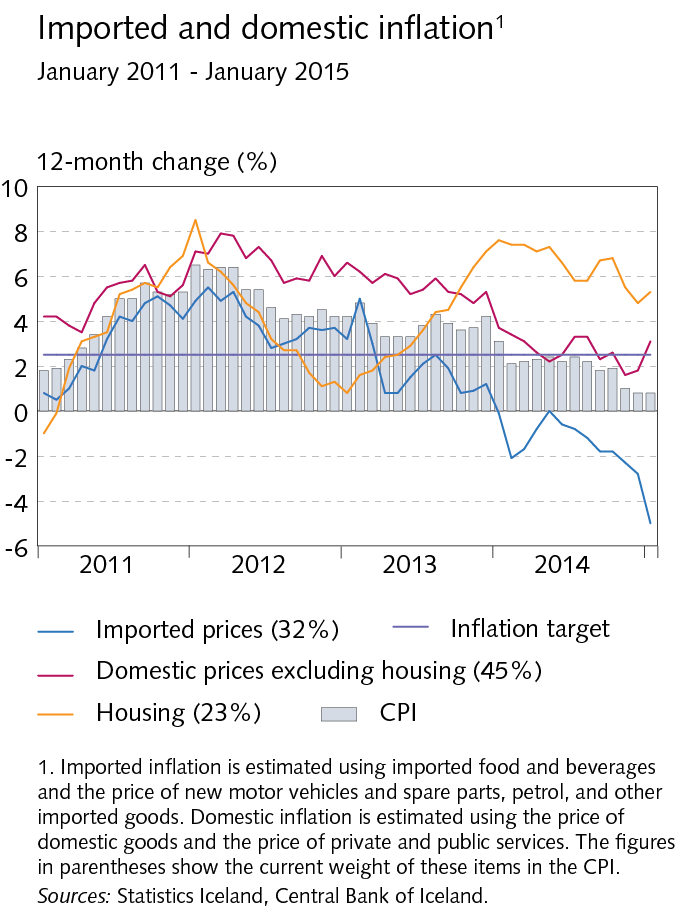 Imported and domestic inflation1
January 2011 - January 2015
12-month change (%)
10
8
6
4
2
0
-2
-4
-6
2011 2012 2013 2014
Imported prices (32%) Inflation target
Domestic prices excluding housing (45%)
Housing (23%) CPI
1. Imported inflation is estimated using imported food and beverages
and the price of new motor vehicles and spare parts, petrol, and other
imported goods. Domestic inflation is estimated using the price of
domestic goods and the price of private and public services. The figures
in parentheses show the current weight of these items in the CPI.
Sources: Statistics Iceland, Central Bank of Iceland.